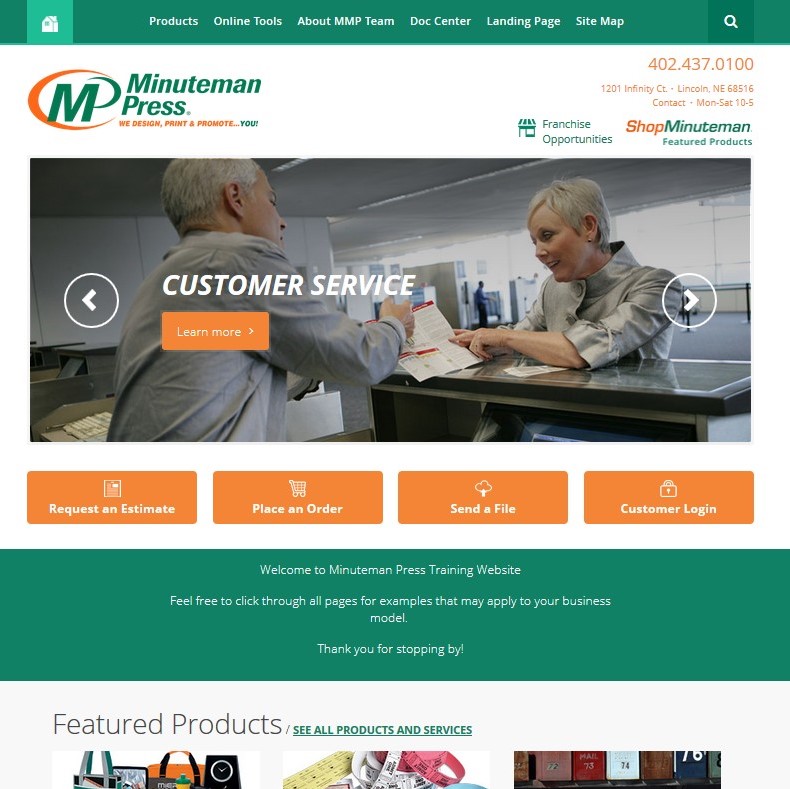 Products Online Tools About MMP Team Doc Center Landing Page Site Map
402.437.0100
1201 Infinity Ct. · Lincoln, NE 68516
Contact · Mon-Sat 10-5
MP Minuteman
Press®
WE DESIGN, PRINT & PROMOTE...YOU!
Franchise
Opportunities
ShopMinuteman
Featured Products
CUSTOMER SERVICE
Learn more
Request an Estimate
Place an Order
Send a File
Customer Login
Welcome to Minuteman Press Training Website
Feel free to click through all pages for examples that may apply to your business
model.
Thank you for stopping by!
Featured Products / SEE ALL PRODUCTS AND SERVICES
MAIL
73
74
76